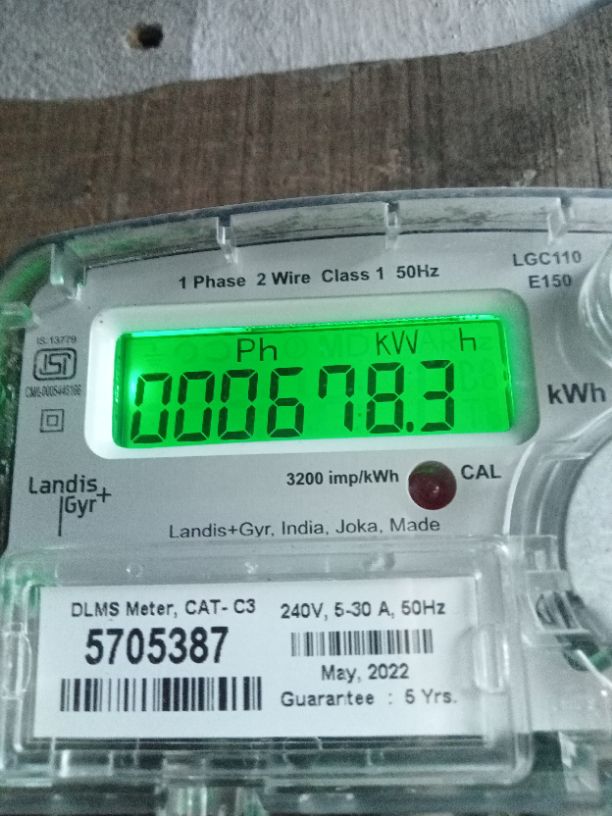 LGC110
E150
1 Phase 2 Wire Class 1 50Hz
IS:13779
ISI
Ph kW h
000678.3
kWh
3200 imp/kWh CAL
Landis
Gyr+
Landis+Gyr, India, Joka, Made
DLMS Meter, CAT- C3
5705387
240V, 5-30 A, 50Hz
May, 2022
Guarantee : 5 Yrs.